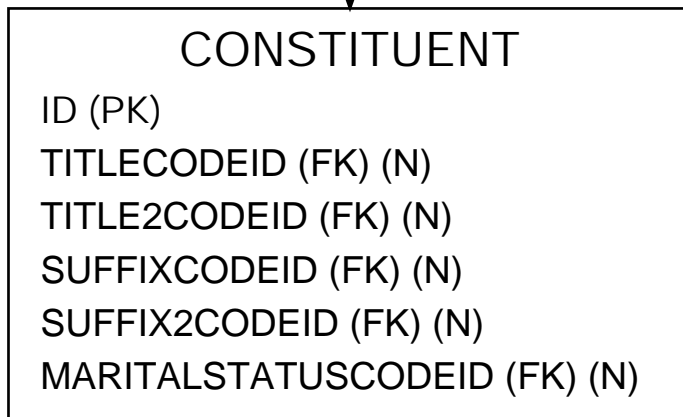 CONSTITUENT
ID (PK)
TITLECODEID (FK) (N)
TITLE2CODEID (FK) (N)
SUFFIXCODEID (FK) (N)
SUFFIX2CODEID (FK) (N)
MARITALSTATUSCODEID (FK) (N)